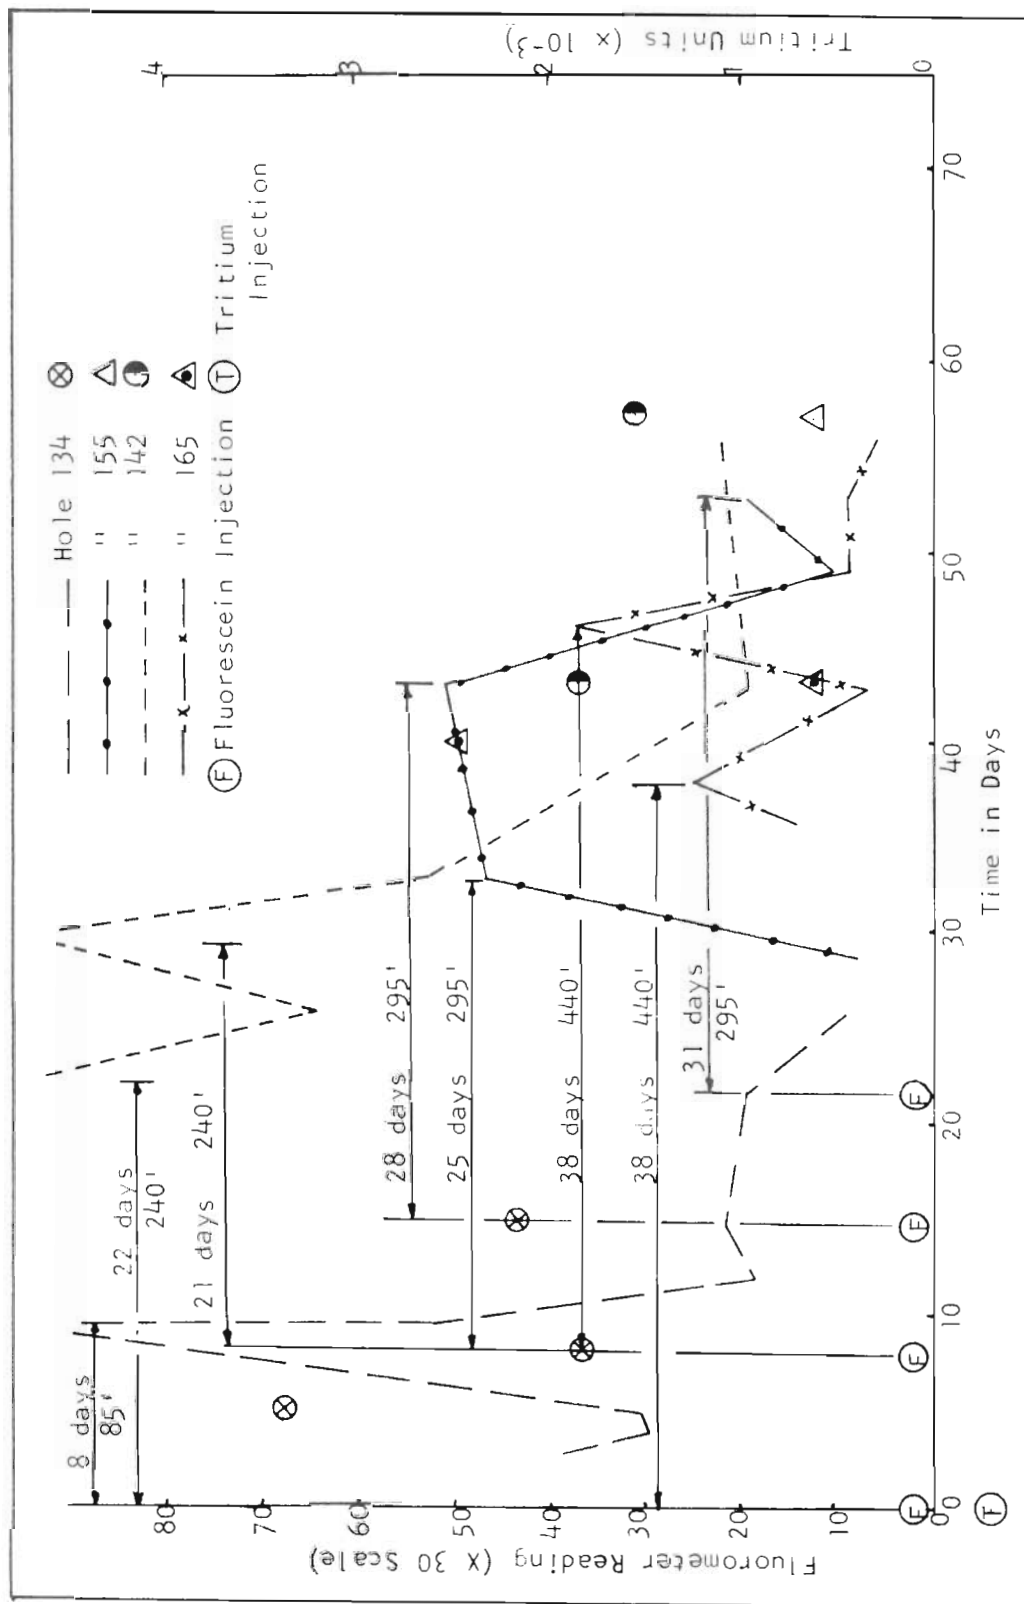 Hole 134
" 155
" 142
" 165
F Fluorescein Injection T Tritium
Injection
8 days
85'
22 days
240'
21 days 240'
28 days 295'
25 days 295'
38 days 440'
38 days 440'
31 days
295'
Fluorometer Reading (X 30 Scale)
80
70
60
50
40
30
20
10
0
Tritium Units (x 10-3)
4
3
2
1
0
F
F
F
F
T
10
20
30
40
50
60
70
Time in Days